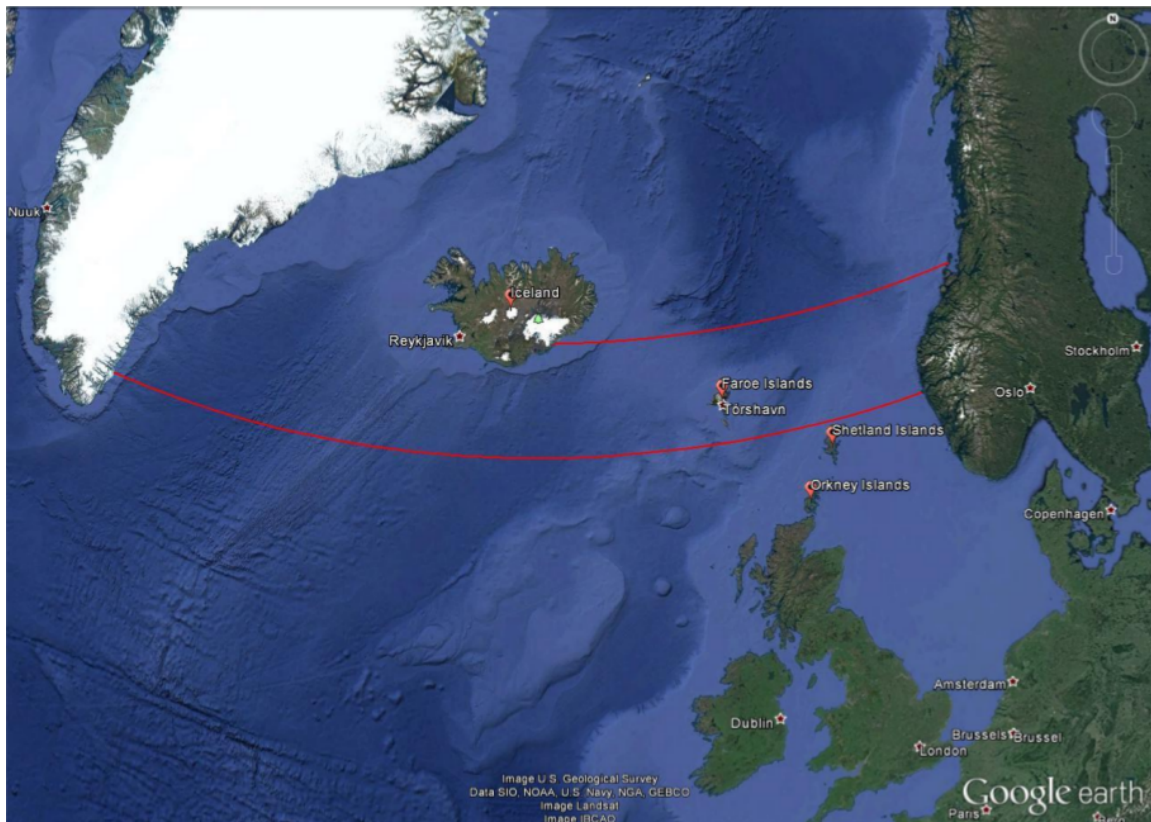 N
Nuuk
Iceland
Reykjavik
Stockholm
Faroe Islands
Oslo
Tórshavn
Shetland Islands
Orkney Islands
Copenhagen
Amsterdam
Dublin
Brussels
Brussel
London
Image U.S. Geological Survey
Data SIO, NOAA, U.S. Navy, NGA, GEBCO
Image Landsat
Image IBCAO
Google earth
Paris